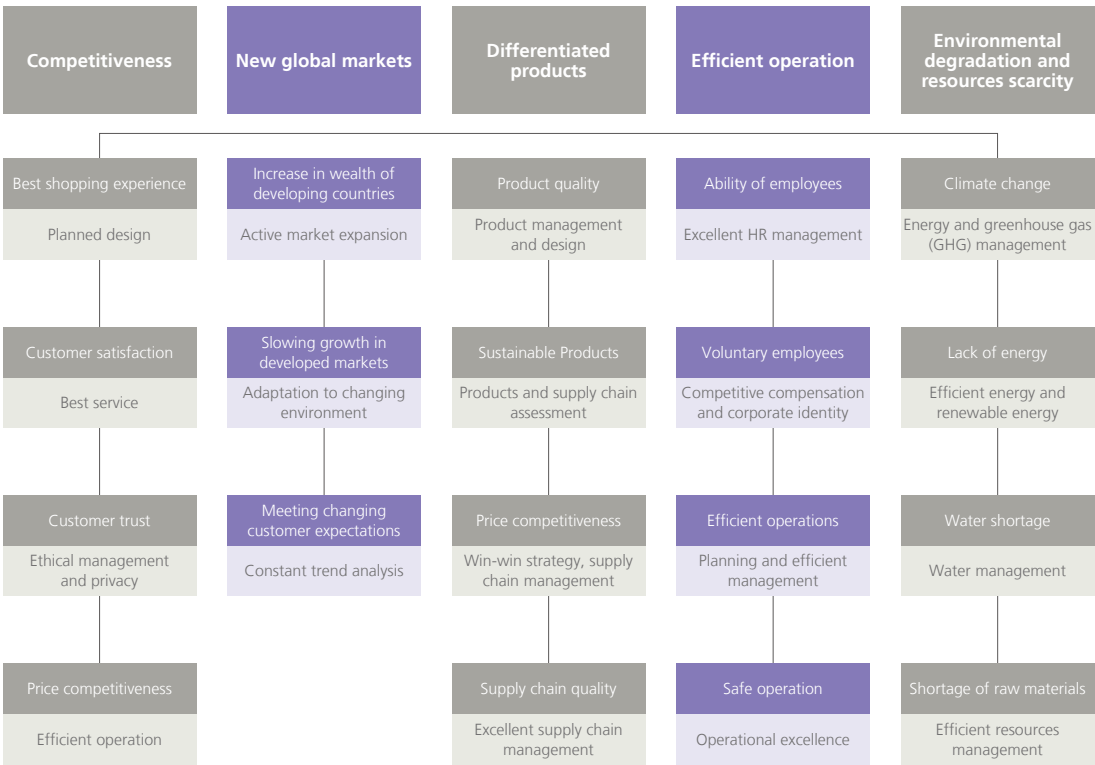 Competitiveness
New global markets
Differentiated
products
Efficient operation
Environmental
degradation and
resources scarcity
Best shopping experience
Planned design
Customer satisfaction
Best service
Customer trust
Ethical management
and privacy
Price competitiveness
Efficient operation
Increase in wealth of
developing countries
Active market expansion
Slowing growth in
developed markets
Adaptation to changing
environment
Meeting changing
customer expectations
Constant trend analysis
Product quality
Product management
and design
Sustainable Products
Products and supply chain
assessment
Price competitiveness
Win-win strategy, supply
chain management
Supply chain quality
Excellent supply chain
management
Ability of employees
Excellent HR management
Voluntary employees
Competitive compensation
and corporate identity
Efficient operations
Planning and efficient
management
Safe operation
Operational excellence
Climate change
Energy and greenhouse gas
(GHG) management
Lack of energy
Efficient energy and
renewable energy
Water shortage
Water management
Shortage of raw materials
Efficient resources
management